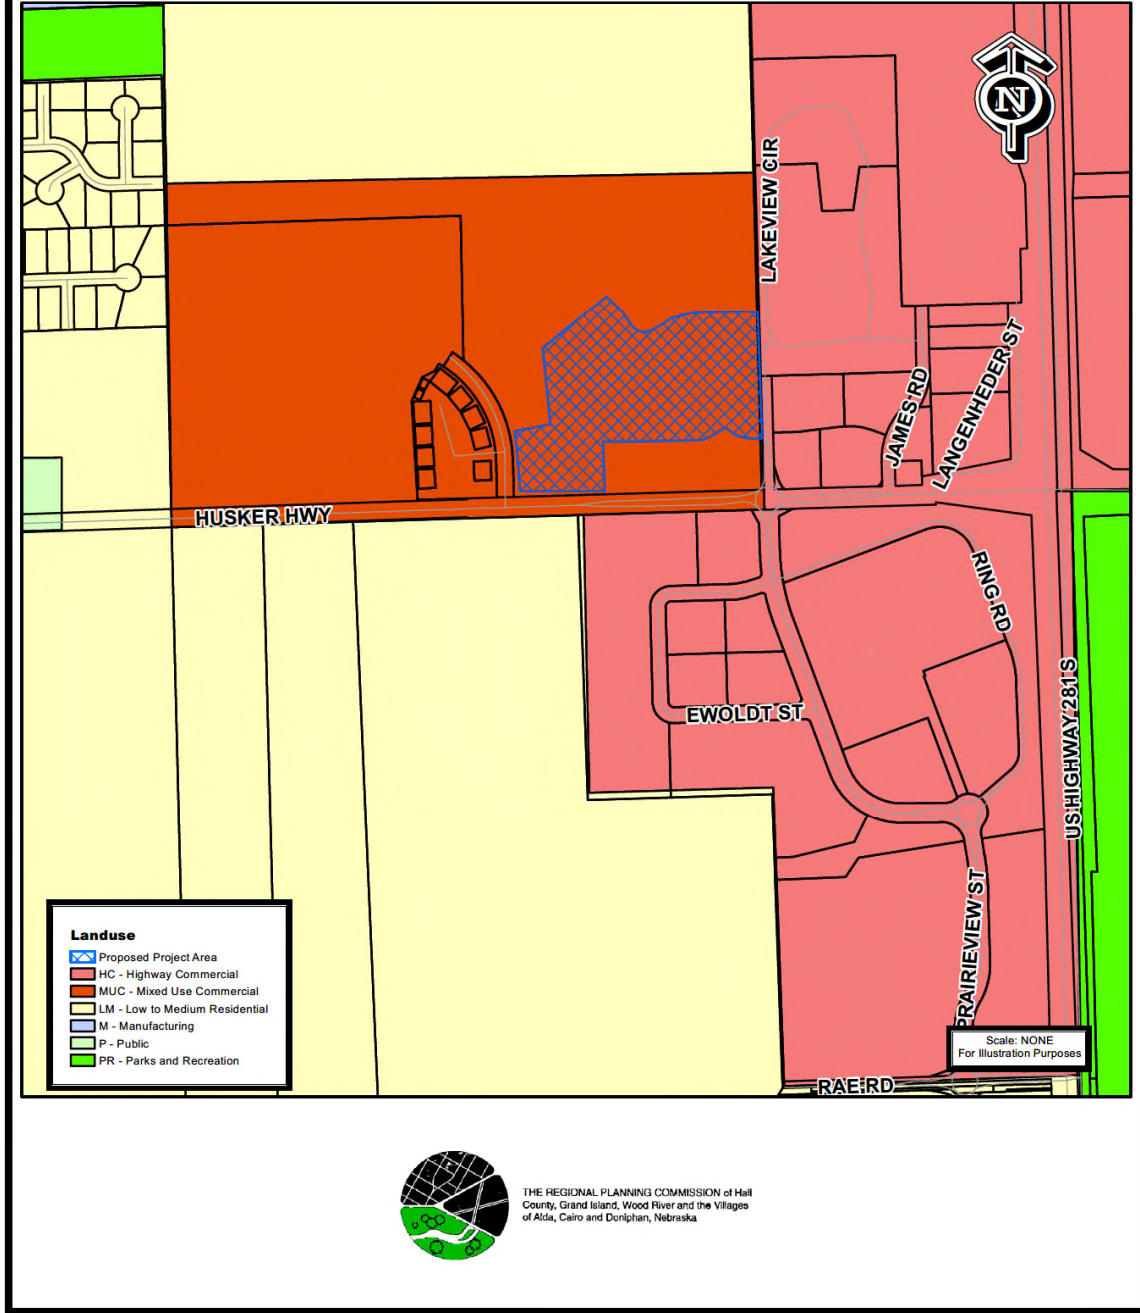 N
LAKEVIEW CIR
JAMES RD
LANGENHEDER ST
HUSKER HWY
RING RD
EWOLDT ST
US HIGHWAY 281 S
PRAIRIEVIEW ST
Landuse
Proposed Project Area
HC - Highway Commercial
MUC - Mixed Use Commercial
LM - Low to Medium Residential
M - Manufacturing
P - Public
PR - Parks and Recreation
Scale: NONE
For Illustration Purposes
RAE RD
THE REGIONAL PLANNING COMMISSION of Hall
County, Grand Island, Wood River and the Villages
of Alda, Cairo and Doniphan, Nebraska